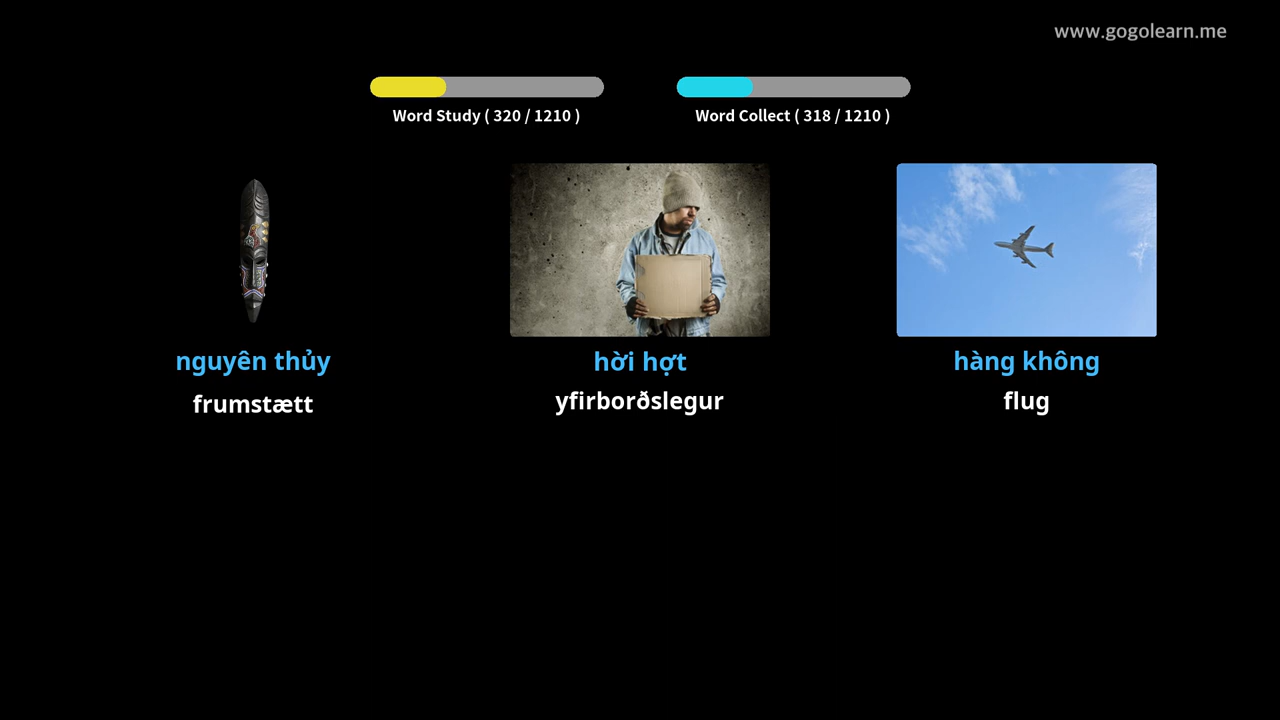 www.gogolearn.me
Word Study ( 320 / 1210 )
Word Collect ( 318 / 1210 )
nguyên thủy
frumstætt
hời hợt
yfirborðslegur
hàng không
flug